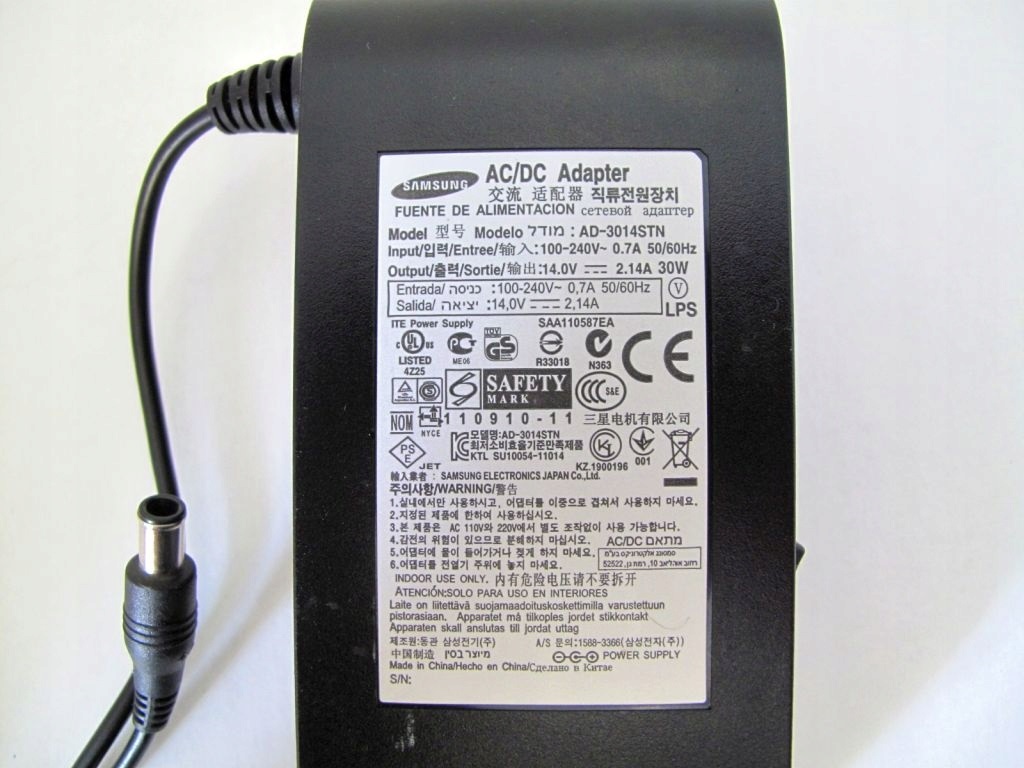 SAMSUNG AC/DC Adapter
交流 适配器 직류전원장치
FUENTE DE ALIMENTACION сетевой адаптер
Model 型号 Modelo מודל : AD-3014STN
Input/입력/Entree/输入:100-240V~ 0.7A 50/60Hz
Output/출력/Sortie/输出:14.0V 2.14A 30W
Entrada/ כניסה :100-240V~ 0,7A 50/60Hz
Salida/ יציאה :14,0V 2,14A
V
LPS
ITE Power Supply SAA110587EA
c UL us
LISTED
4Z25
ME06
TÜV
GS
R33018
N363
CE
S
SAFETY
MARK
CCC S&E
NOM
NYCE
110910-11 三星电机有限公司
PS
E
JET
모델명:AD-3014STN
최저소비효율기준만족제품
KTL SU10054-11014
KZ.1900196
001
輸入業者 : SAMSUNG ELECTRONICS JAPAN Co.,Ltd.
주의사항/WARNING/警告
1.실내에서만 사용하시고, 어댑터를 이중으로 겹쳐서 사용하지 마세요.
2.지정된 제품에 한하여 사용하십시오.
3.본 제품은 AC 110V와 220V에서 별도 조작없이 사용 가능합니다.
4.감전의 위험이 있으므로 분해하지 마십시오. AC/DC מתאם
5.어댑터에 물이 들어가거나 젖게 하지 마세요.
6.어댑터를 전열기 주위에 놓지 마세요.
סמסונג אלקטרוניקס בע"מ
רחוב אוהליאב 10, רמת גן, 52522
INDOOR USE ONLY. 内有危险电压请不要拆开
ATENCIÓN:SOLO PARA USO EN INTERIORES
Laite on liitettävä suojamaadoituskoskettimilla varustettuun
pistorasiaan. Apparatet må tilkoples jordet stikkontakt
Apparaten skall anslutas till jordat uttag
제조원:동관 삼성전기(주) A/S 문의:1588-3366(삼성전자(주))
中国制造 מיוצר בסין POWER SUPPLY
Made in China/Hecho en China/Сделано в Китае
S/N: